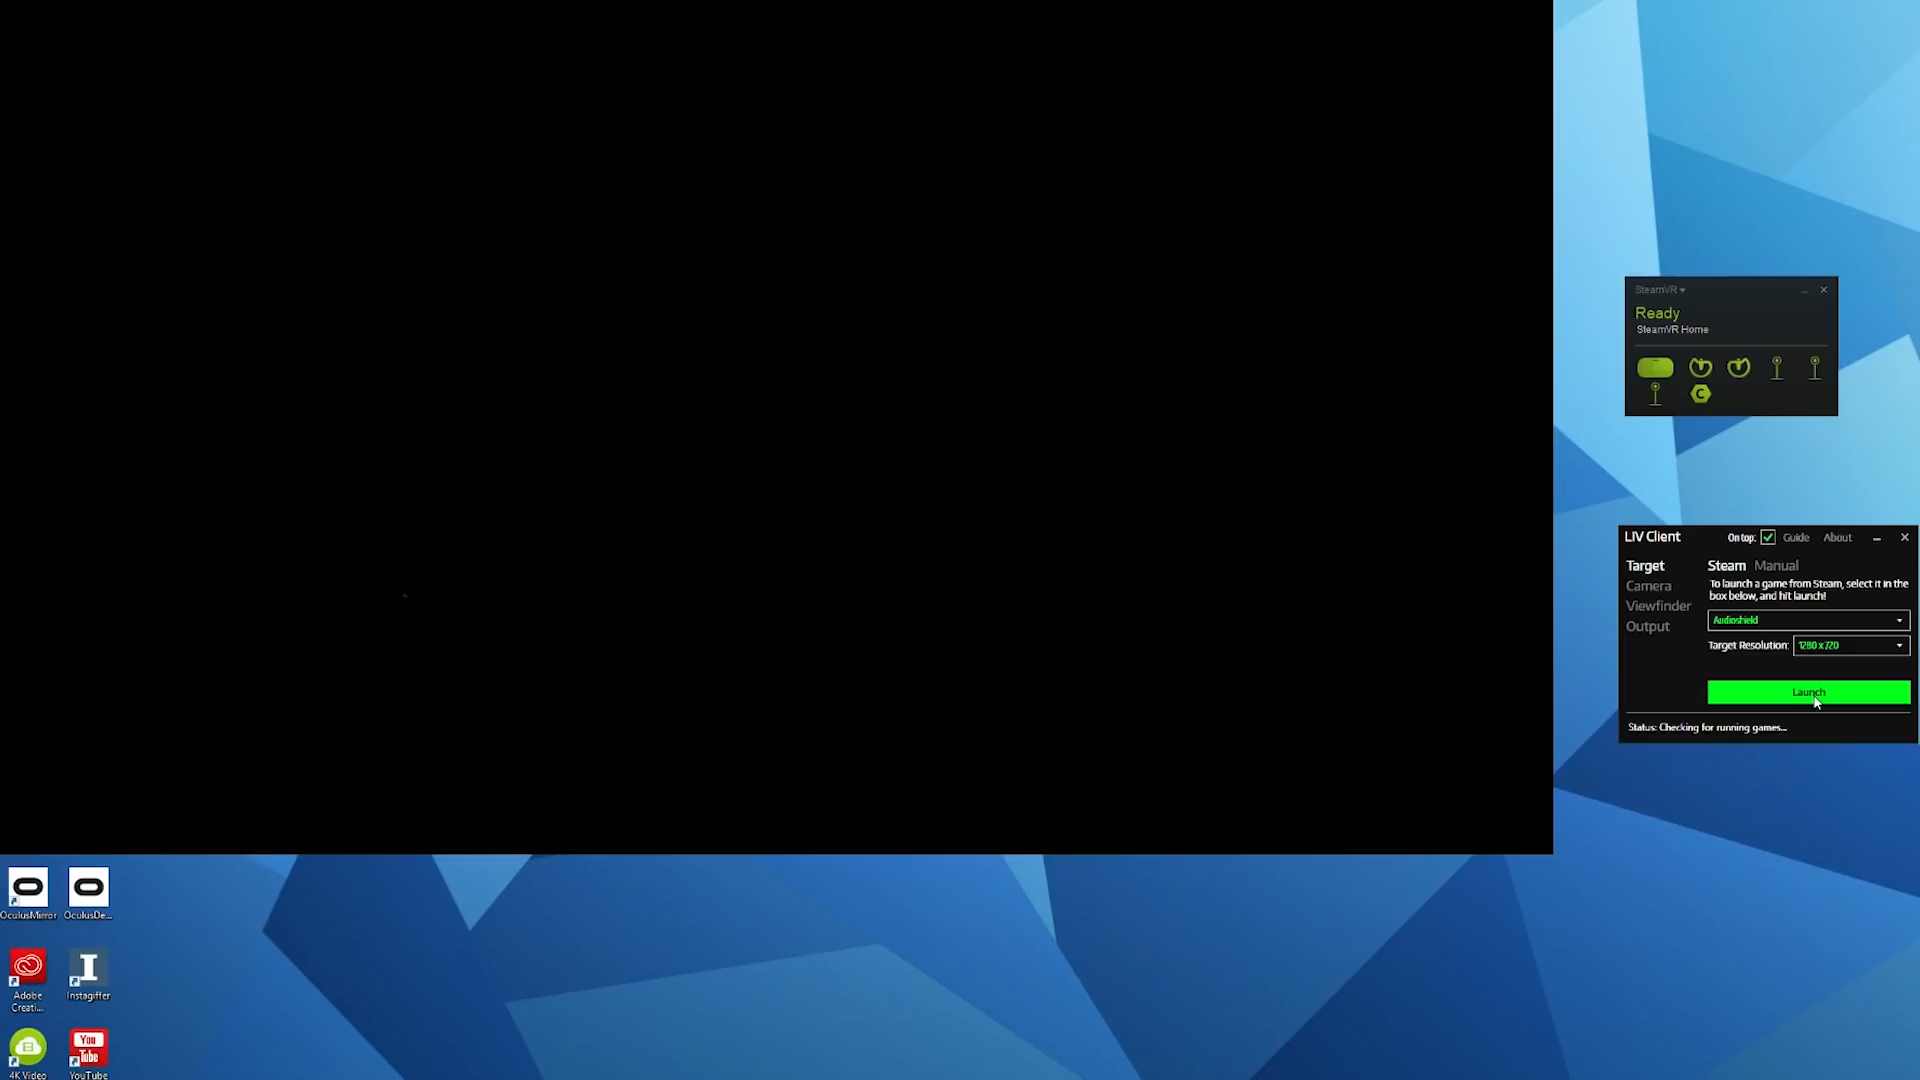 SteamVR
Ready
SteamVR Home
LIV Client
On top:
Guide
About
Target
Camera
Viewfinder
Output
Steam
Manual
To launch a game from Steam, select it in the
box below, and hit launch!
Audioshield
Target Resolution:
1280 x 720
Launch
Status: Checking for running games...
OculusMirror
OculusDe...
Adobe
Creati...
Instagiffer
You
Tube
4K Video
YouTube